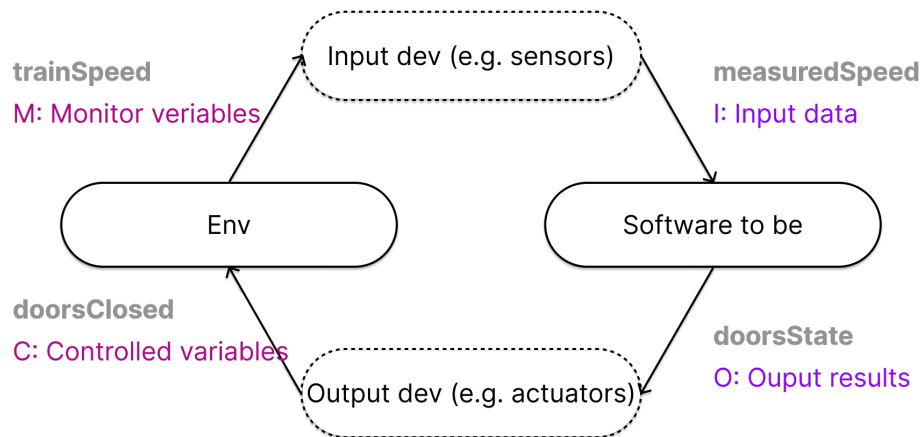 Input dev (e.g. sensors)
trainSpeed
M: Monitor veriables
measuredSpeed
I: Input data
Env
Software to be
doorsClosed
C: Controlled variables
doorsState
O: Ouput results
Output dev (e.g. actuators)